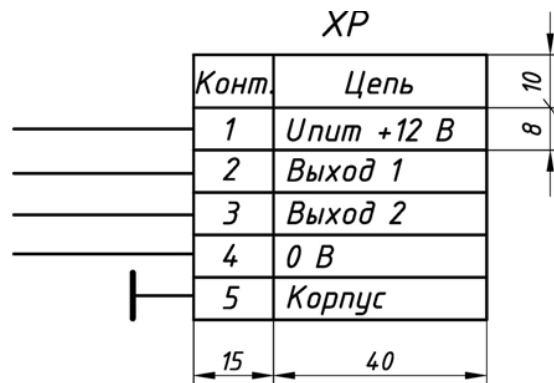 XP
Конт. Цепь 10
1 Uпит +12 В 8
2 Выход 1
3 Выход 2
4 0 В
5 Корпус
15 40